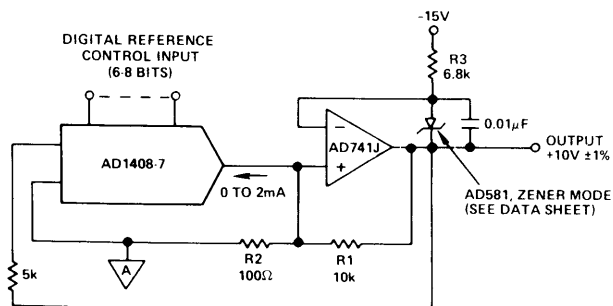 -15V
DIGITAL REFERENCE
CONTROL INPUT
(6-8 BITS)
R3
6.8k
0.01µF
AD1408-7
0 TO 2mA
−
AD741J
+
OUTPUT
+10V ±1%
AD581, ZENER MODE
(SEE DATA SHEET)
5k
A
R2
100Ω
R1
10k